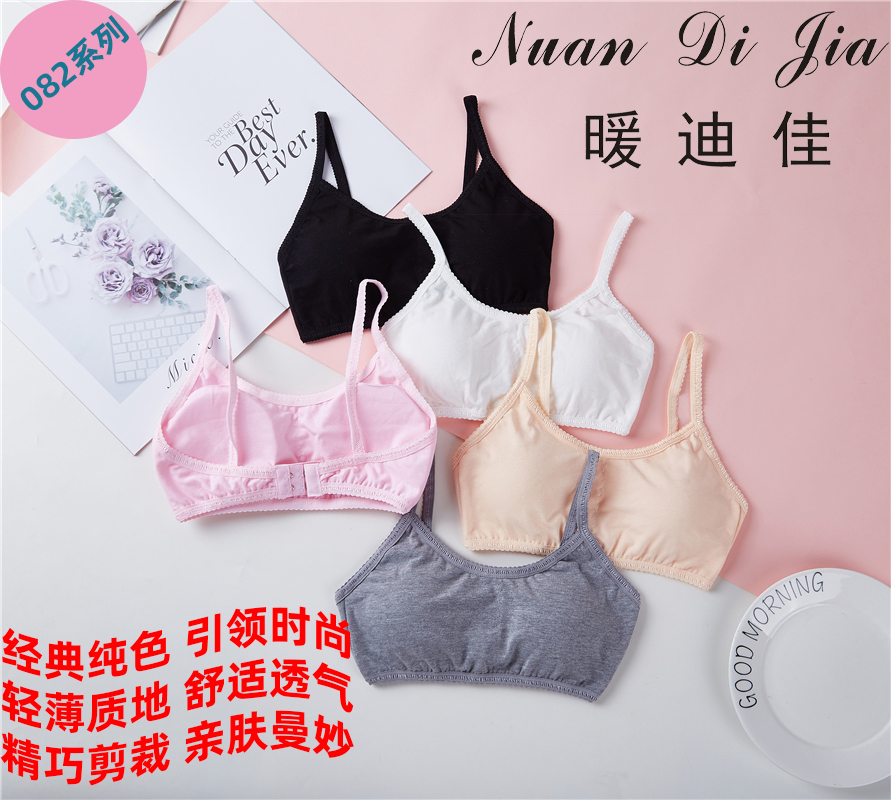 082系列
Nuan Di Jia
暖迪佳
YOUR GUIDE
TO THE Best
Day
Ever.
GOOD MORNING
经典纯色 引领时尚
轻薄质地 舒适透气
精巧剪裁 亲肤曼妙